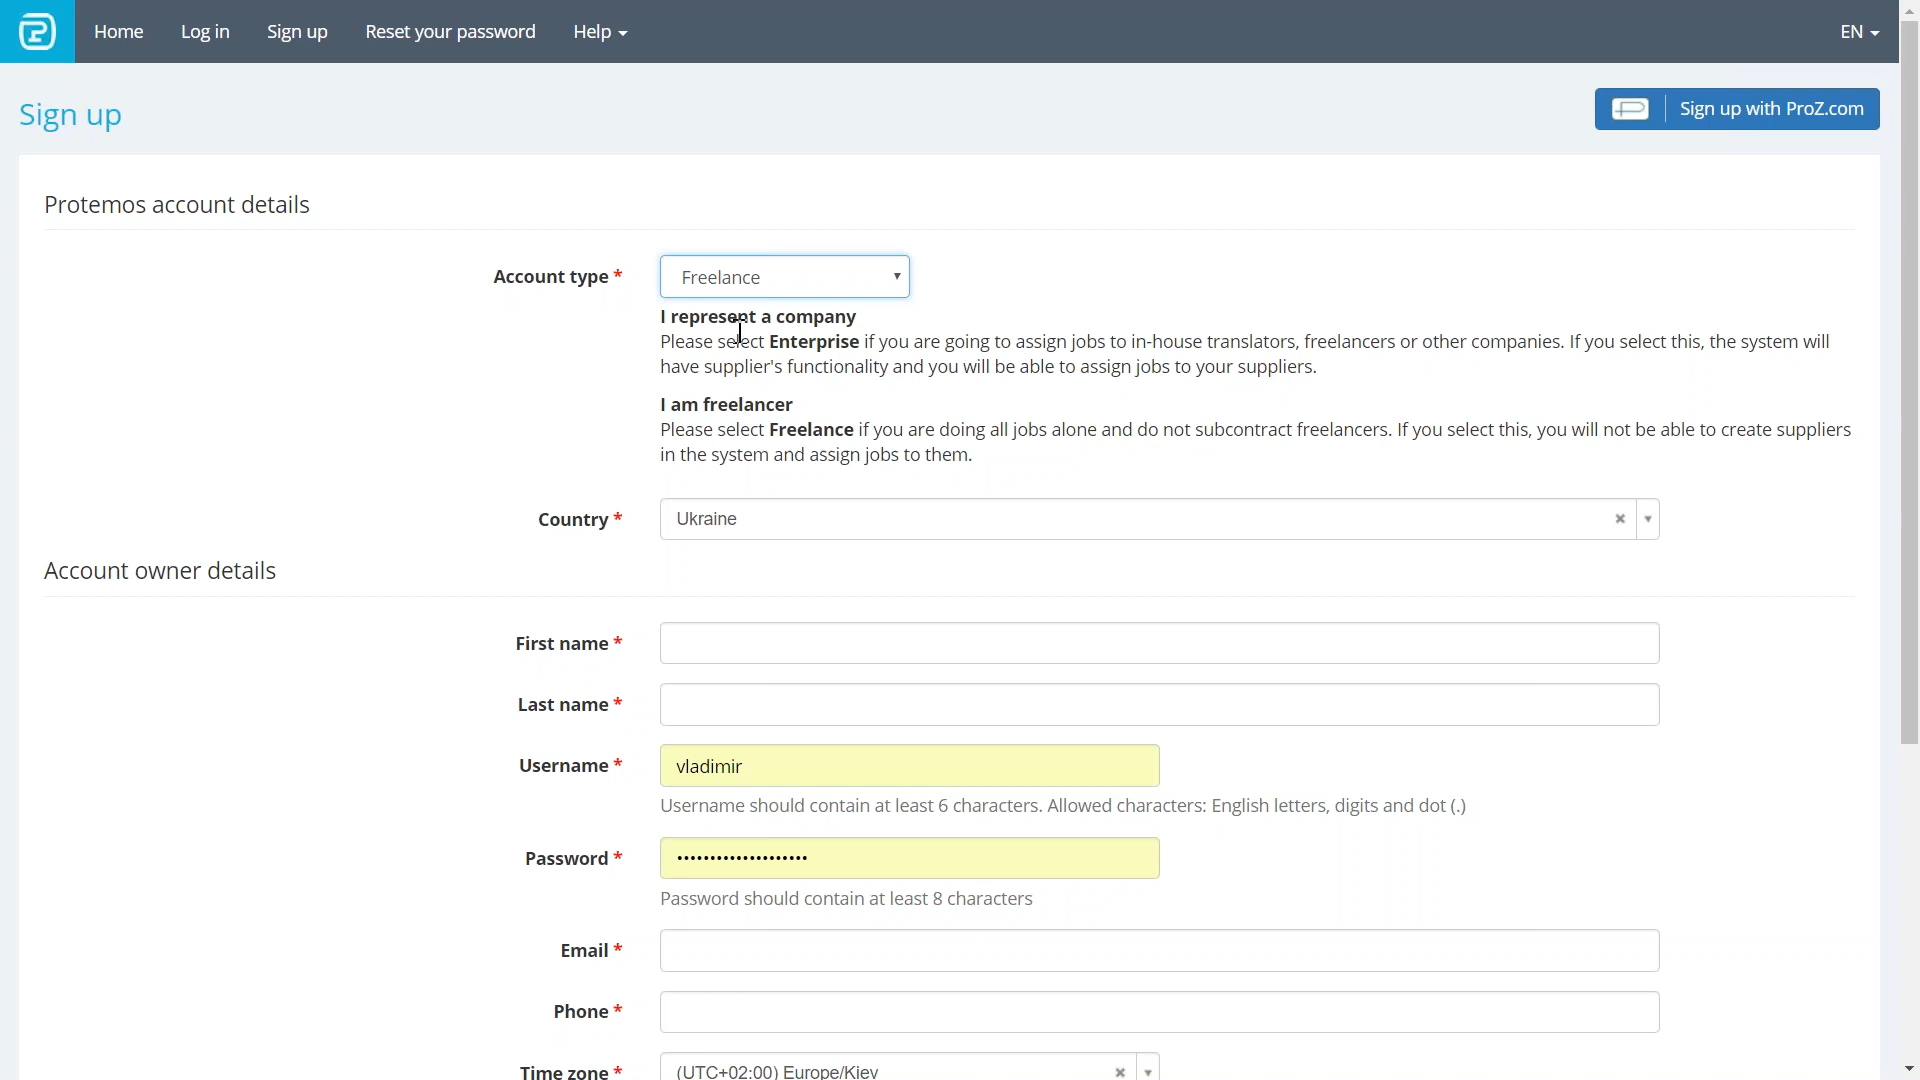 Home Log in Sign up Reset your password Help EN
Sign up
Sign up with ProZ.com
Protemos account details
Account type * Freelance
I represent a company
Please select Enterprise if you are going to assign jobs to in-house translators, freelancers or other companies. If you select this, the system will
have supplier's functionality and you will be able to assign jobs to your suppliers.
I am freelancer
Please select Freelance if you are doing all jobs alone and do not subcontract freelancers. If you select this, you will not be able to create suppliers
in the system and assign jobs to them.
Country * Ukraine
Account owner details
First name *
Last name *
Username * vladimir
Username should contain at least 6 characters. Allowed characters: English letters, digits and dot (.)
Password * ••••••••••••••••••••
Password should contain at least 8 characters
Email *
Phone *
Time zone * (UTC+02:00) Europe/Kiev